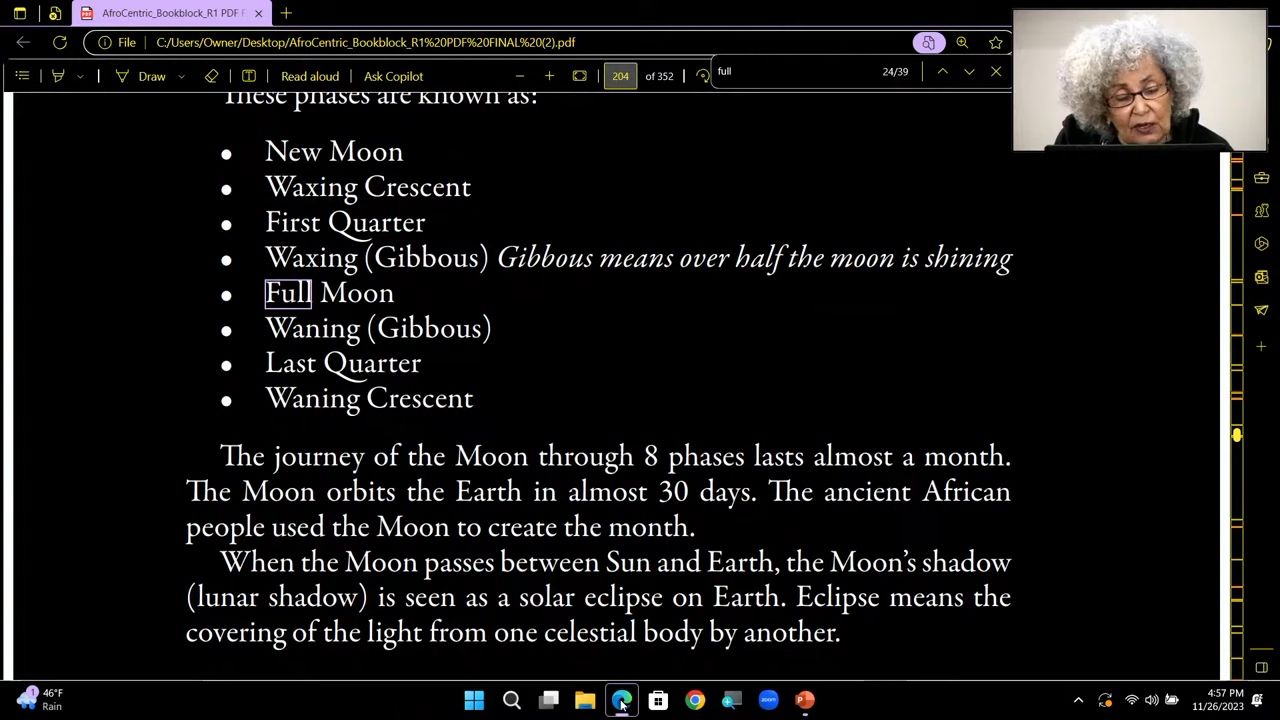 AfroCentric_Bookblock_R1 PDF F
File C:/Users/Owner/Desktop/AfroCentric_Bookblock_R1%20PDF%20FINAL%20(2).pdf
Draw Read aloud Ask Copilot 204 of 352 full 24/39
These phases are known as:
• New Moon
• Waxing Crescent
• First Quarter
• Waxing (Gibbous) Gibbous means over half the moon is shining
• Full Moon
• Waning (Gibbous)
• Last Quarter
• Waning Crescent
The journey of the Moon through 8 phases lasts almost a month.
The Moon orbits the Earth in almost 30 days. The ancient African
people used the Moon to create the month.
When the Moon passes between Sun and Earth, the Moon's shadow
(lunar shadow) is seen as a solar eclipse on Earth. Eclipse means the
covering of the light from one celestial body by another.
1
46°F
Rain
zoom
4:57 PM
11/26/2023